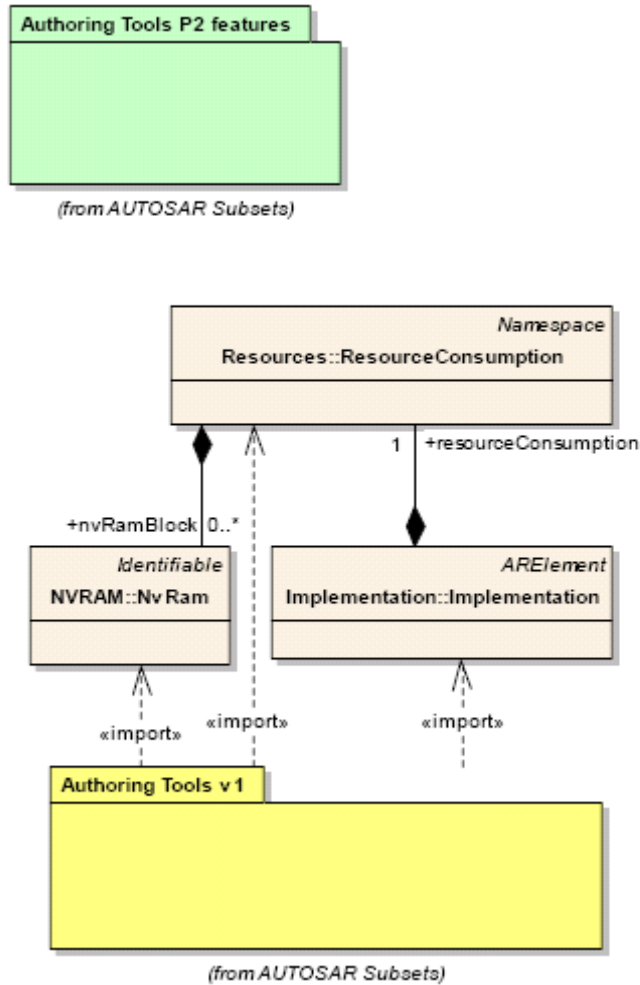 Authoring Tools P2 features
(from AUTOSAR Subsets)
Namespace
Resources::ResourceConsumption
1 +resourceConsumption
+nvRamBlock 0..*
Identifiable
NVRAM::NvRam
ARElement
Implementation::Implementation
«import»
«import»
«import»
Authoring Tools v1
(from AUTOSAR Subsets)